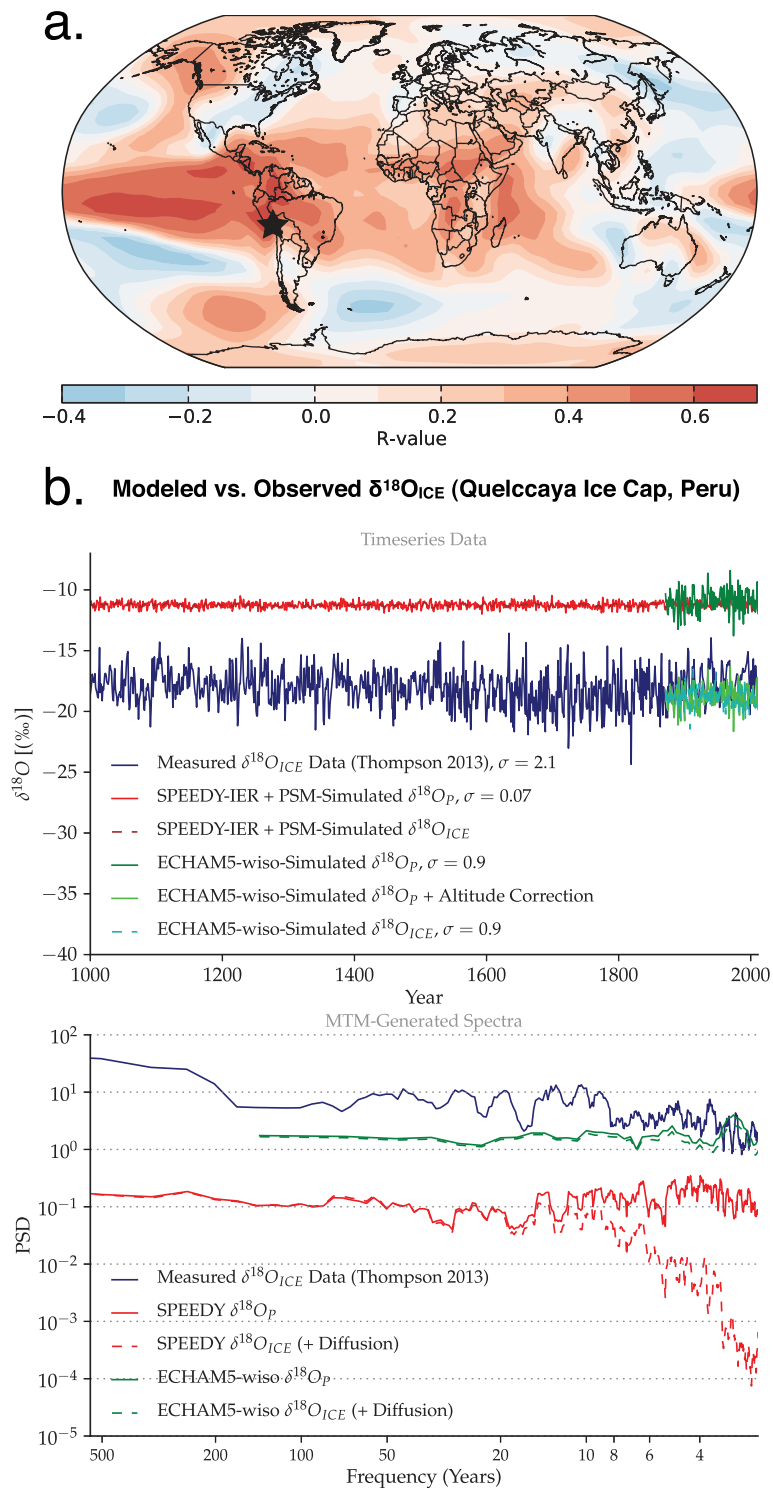 a.
−0.4 −0.2 0.0 0.2 0.4 0.6
R-value
b. Modeled vs. Observed δ¹⁸O_ICE (Quelccaya Ice Cap, Peru)
Timeseries Data
−10
−15
−20
−25
−30
−35
−40
δ¹⁸O [(‰)]
Measured δ¹⁸O_ICE Data (Thompson 2013), σ = 2.1
SPEEDY-IER + PSM-Simulated δ¹⁸O_P, σ = 0.07
SPEEDY-IER + PSM-Simulated δ¹⁸O_ICE
ECHAM5-wiso-Simulated δ¹⁸O_P, σ = 0.9
ECHAM5-wiso-Simulated δ¹⁸O_P + Altitude Correction
ECHAM5-wiso-Simulated δ¹⁸O_ICE, σ = 0.9
1000 1200 1400 1600 1800 2000
Year
MTM-Generated Spectra
10²
10¹
10⁰
10⁻¹
10⁻²
10⁻³
10⁻⁴
10⁻⁵
PSD
Measured δ¹⁸O_ICE Data (Thompson 2013)
SPEEDY δ¹⁸O_P
SPEEDY δ¹⁸O_ICE (+ Diffusion)
ECHAM5-wiso δ¹⁸O_P
ECHAM5-wiso δ¹⁸O_ICE (+ Diffusion)
500 200 100 50 20 10 8 6 4
Frequency (Years)